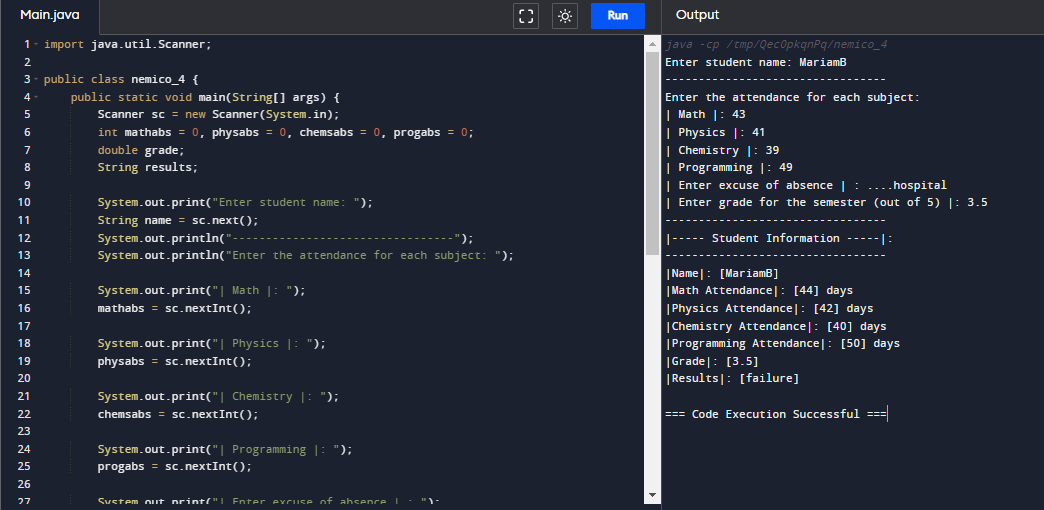 Main.java
Run
1 import java.util.Scanner;
2
3 public class nemico_4 {
4 public static void main(String[] args) {
5 Scanner sc = new Scanner(System.in);
6 int mathabs = 0, physabs = 0, chemsabs = 0, progabs = 0;
7 double grade;
8 String results;
9
10 System.out.print("Enter student name: ");
11 String name = sc.next();
12 System.out.println("---------------------------------");
13 System.out.println("Enter the attendance for each subject: ");
14
15 System.out.print("| Math |: ");
16 mathabs = sc.nextInt();
17
18 System.out.print("| Physics |: ");
19 physabs = sc.nextInt();
20
21 System.out.print("| Chemistry |: ");
22 chemsabs = sc.nextInt();
23
24 System.out.print("| Programming |: ");
25 progabs = sc.nextInt();
26
27 System.out.print("| Enter excuse of absence | : ");
Output
java -cp /tmp/QecOpkqnPq/nemico_4
Enter student name: MariamB
---------------------------------
Enter the attendance for each subject:
| Math |: 43
| Physics |: 41
| Chemistry |: 39
| Programming |: 49
| Enter excuse of absence | : ....hospital
| Enter grade for the semester (out of 5) |: 3.5
---------------------------------
|----- Student Information -----|:
---------------------------------
|Name|: [MariamB]
|Math Attendance|: [44] days
|Physics Attendance|: [42] days
|Chemistry Attendance|: [40] days
|Programming Attendance|: [50] days
|Grade|: [3.5]
|Results|: [failure]
=== Code Execution Successful ===